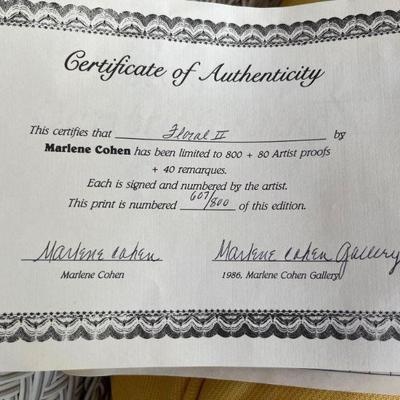 Certificate of Authenticity
This certifies that Floral II by
Marlene Cohen has been limited to 800 + 80 Artist proofs
+ 40 remarques.
Each is signed and numbered by the artist.
This print is numbered 607/800 of this edition.
Marlene Cohen Marlene Cohen Gallery
Marlene Cohen 1986, Marlene Cohen Gallery